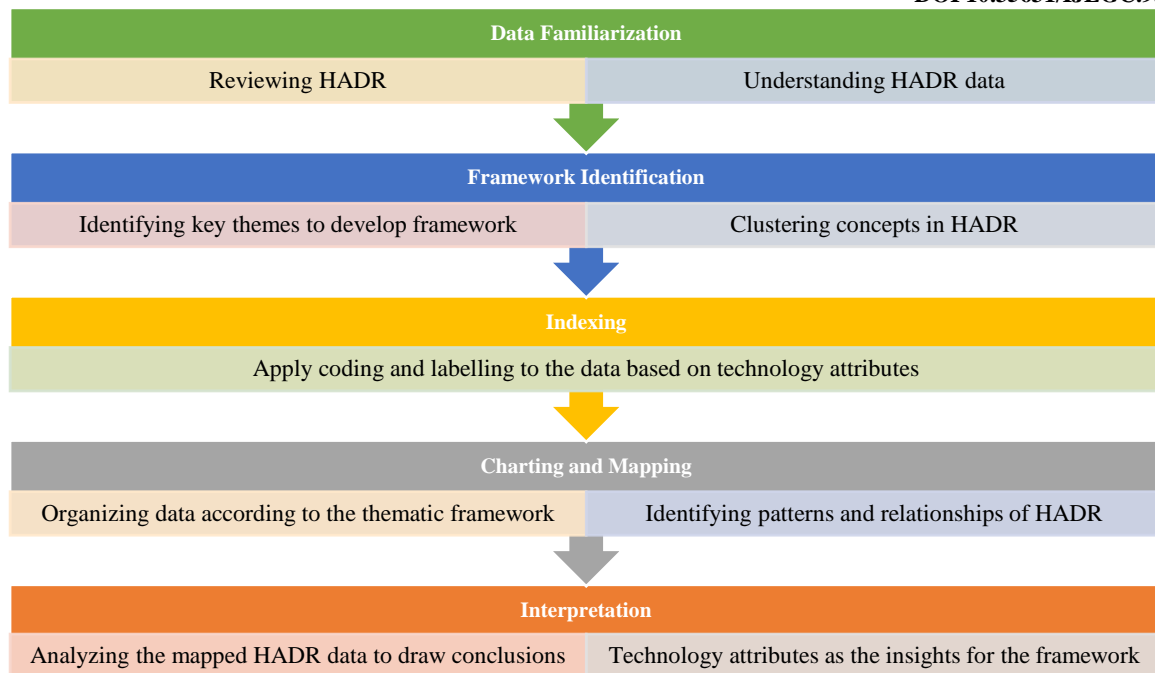 Data Familiarization
Reviewing HADR
Understanding HADR data
Framework Identification
Identifying key themes to develop framework
Clustering concepts in HADR
Indexing
Apply coding and labelling to the data based on technology attributes
Charting and Mapping
Organizing data according to the thematic framework
Identifying patterns and relationships of HADR
Interpretation
Analyzing the mapped HADR data to draw conclusions
Technology attributes as the insights for the framework